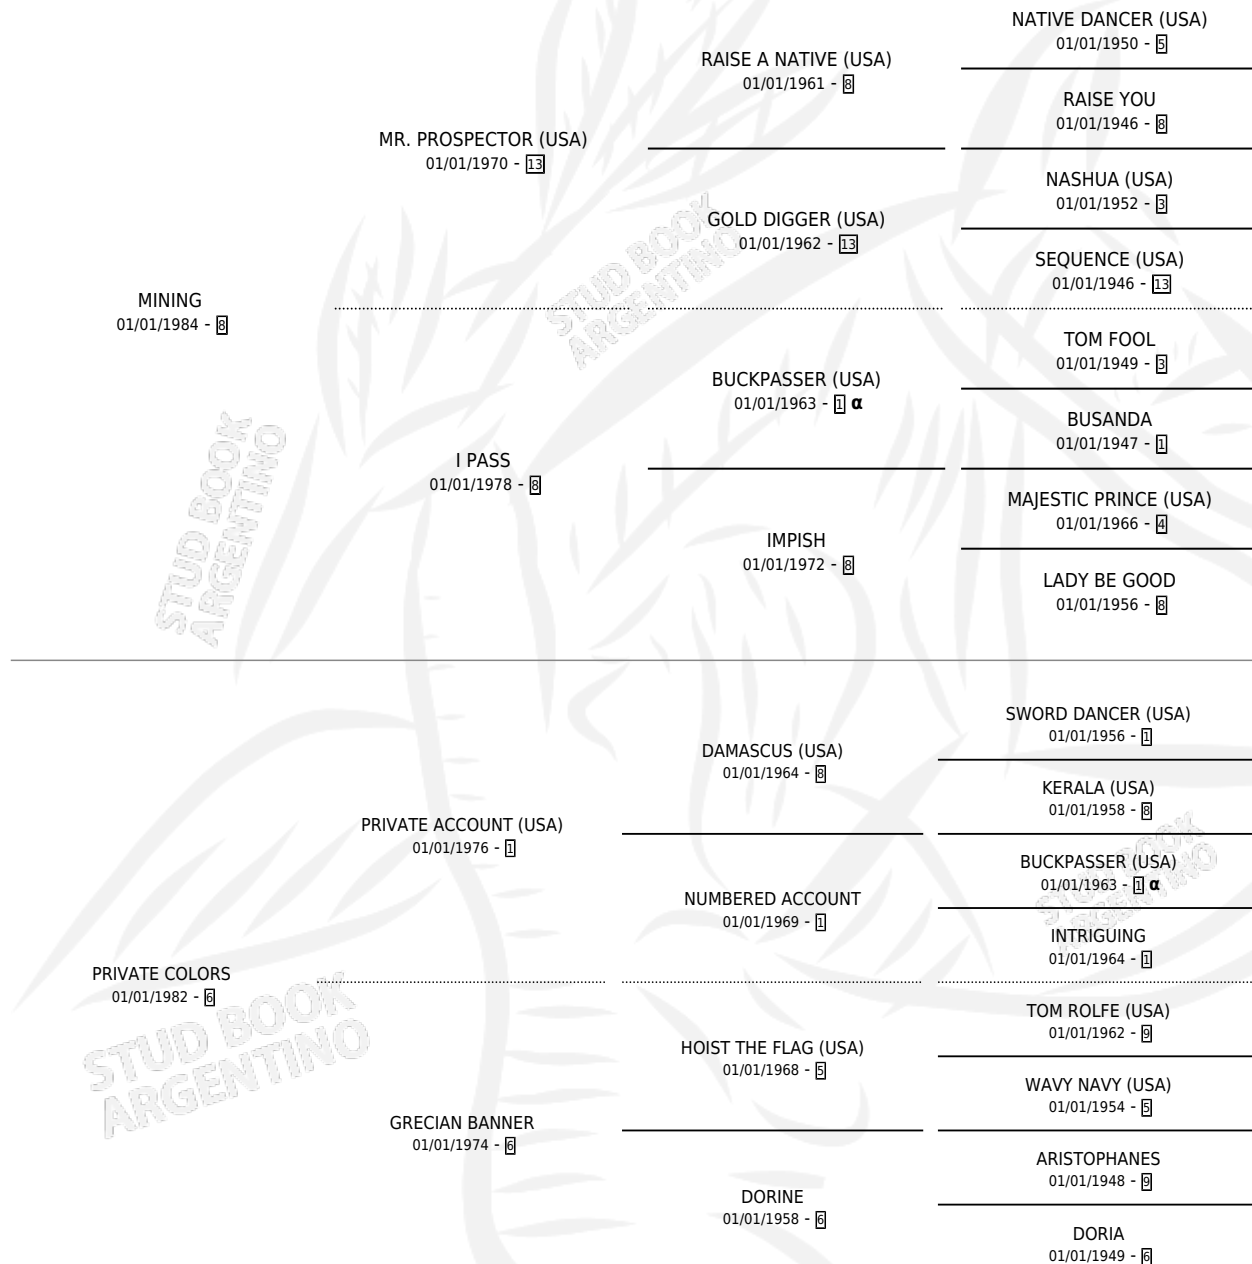 NATIVE DANCER (USA)
01/01/1950 - 5
RAISE A NATIVE (USA)
01/01/1961 - 8
RAISE YOU
01/01/1946 - 8
MR. PROSPECTOR (USA)
01/01/1970 - 13
NASHUA (USA)
01/01/1952 - 3
GOLD DIGGER (USA)
01/01/1962 - 13
SEQUENCE (USA)
01/01/1946 - 13
STUD BOOK
ARGENTINO
MINING
01/01/1984 - 8
TOM FOOL
01/01/1949 - 3
BUCKPASSER (USA)
01/01/1963 - 1 α
BUSANDA
01/01/1947 - 1
I PASS
01/01/1978 - 8
MAJESTIC PRINCE (USA)
01/01/1966 - 4
IMPISH
01/01/1972 - 8
LADY BE GOOD
01/01/1956 - 8
STUD BOOK
ARGENTINO
SWORD DANCER (USA)
01/01/1956 - 1
DAMASCUS (USA)
01/01/1964 - 8
KERALA (USA)
01/01/1958 - 8
PRIVATE ACCOUNT (USA)
01/01/1976 - 1
BUCKPASSER (USA)
01/01/1963 - 1 α
STUD BOOK
ARGENTINO
NUMBERED ACCOUNT
01/01/1969 - 1
INTRIGUING
01/01/1964 - 1
PRIVATE COLORS
01/01/1982 - 6
STUD BOOK
ARGENTINO
TOM ROLFE (USA)
01/01/1962 - 9
HOIST THE FLAG (USA)
01/01/1968 - 5
WAVY NAVY (USA)
01/01/1954 - 5
GRECIAN BANNER
01/01/1974 - 6
ARISTOPHANES
01/01/1948 - 9
DORINE
01/01/1958 - 6
DORIA
01/01/1949 - 6